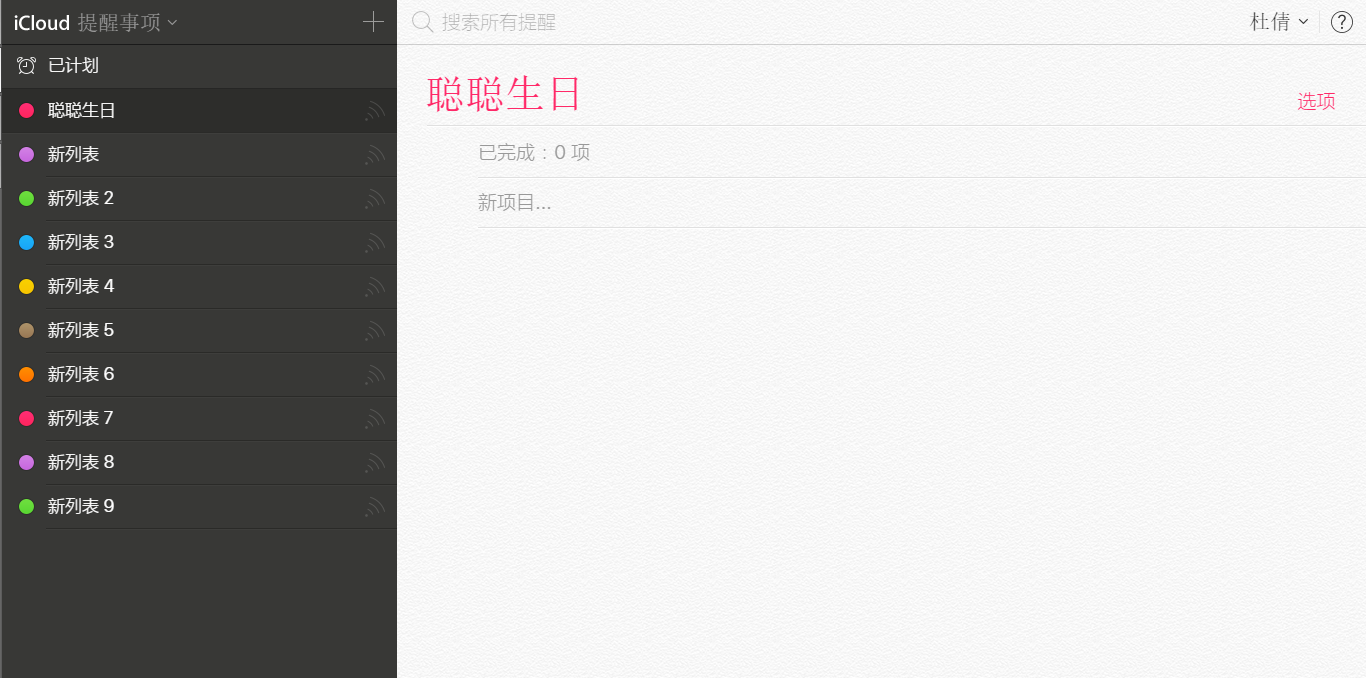 iCloud 提醒事项
搜索所有提醒
杜倩
?
已计划
聪聪生日
新列表
新列表 2
新列表 3
新列表 4
新列表 5
新列表 6
新列表 7
新列表 8
新列表 9
聪聪生日
选项
已完成：0 项
新项目...